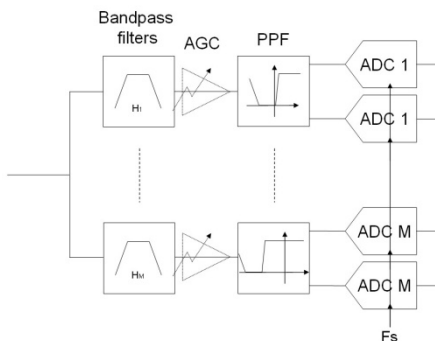 Bandpass
filters
AGC
PPF
H1
ADC 1
ADC 1
HM
ADC M
ADC M
Fs